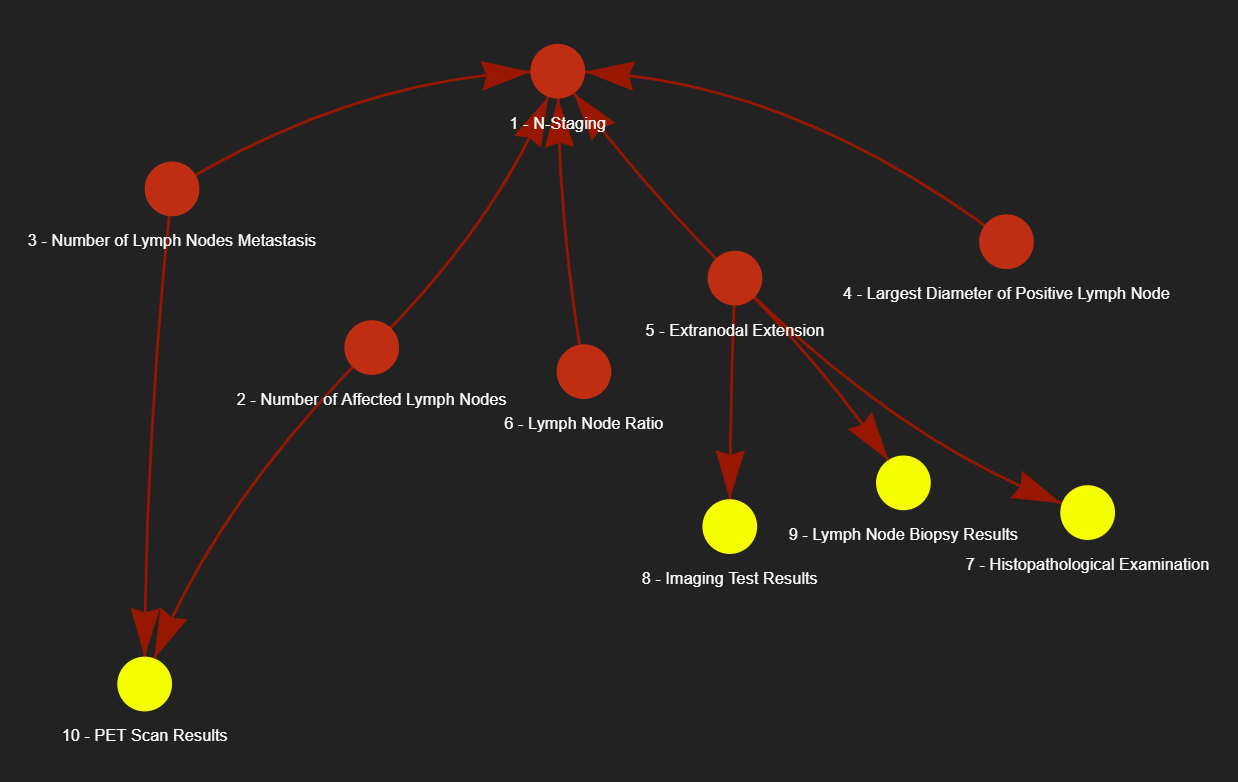 1 - N-Staging
3 - Number of Lymph Nodes Metastasis
4 - Largest Diameter of Positive Lymph Node
5 - Extranodal Extension
2 - Number of Affected Lymph Nodes
6 - Lymph Node Ratio
9 - Lymph Node Biopsy Results
7 - Histopathological Examination
8 - Imaging Test Results
10 - PET Scan Results